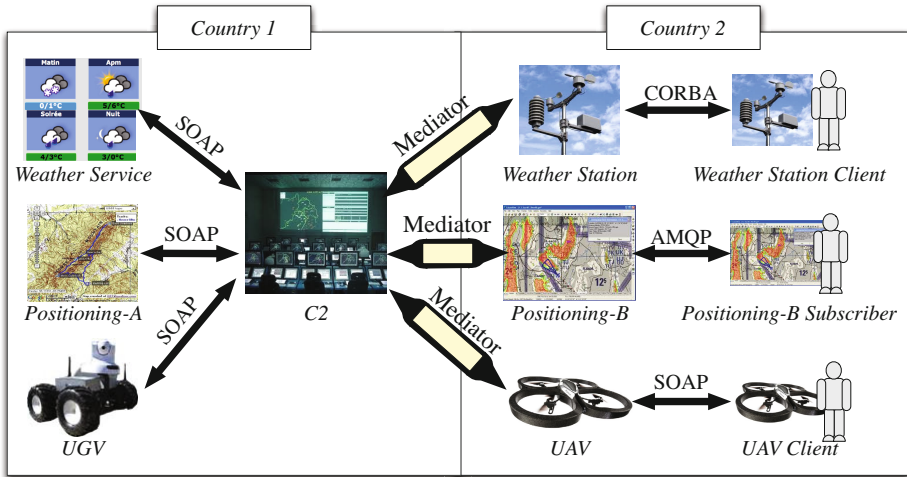 Country 1
Country 2
Matin
Apm
0/1°C
5/6°C
Soirée
Nuit
4/3°C
3/0°C
Weather Service
SOAP
Mediator
Weather Station
CORBA
Weather Station Client
Positioning-A
SOAP
C2
Mediator
Positioning-B
12⁵
AMQP
Positioning-B Subscriber
UGV
SOAP
Mediator
UAV
SOAP
UAV Client